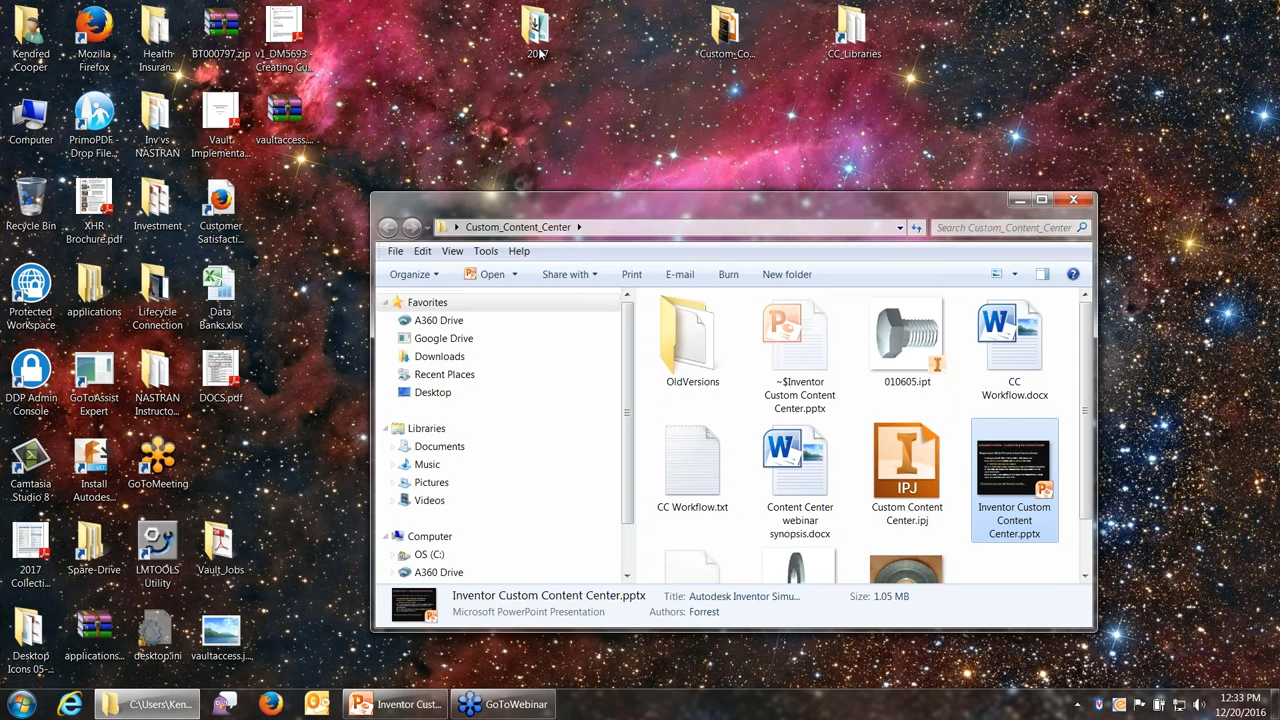 Kendred
Cooper
Mozilla
Firefox
Health
Insuran...
BT000797.zip
v1_DM5693 -
Creating Cu...
2017
Custom-Co...
CC_Libraries
Computer
PrimoPDF -
Drop File...
Inv vs
NASTRAN
Vault
Implementa...
vaultaccess....
Recycle Bin
XHR
Brochure.pdf
Investment
Customer
Satisfacti...
Protected
Workspace
applications
Lifecycle
Connection
Data
Banks.xlsx
DDP Admin
Console
GoToAssist
Expert
NASTRAN
Instructo...
DOCS.pdf
Camtasia
Studio 8
Install
Autodes...
GoToMeeting
2017
Collecti...
Spare-Drive
LMTOOLS
Utility
Vault_Jobs
Desktop
Icons 05-...
applications...
desktop.ini
vaultaccess.j...
Custom_Content_Center
Search Custom_Content_Center
File Edit View Tools Help
Organize Open Share with Print E-mail Burn New folder
Favorites
A360 Drive
Google Drive
Downloads
Recent Places
Desktop
Libraries
Documents
Music
Pictures
Videos
Computer
OS (C:)
A360 Drive
OldVersions
~$Inventor
Custom Content
Center.pptx
010605.ipt
CC
Workflow.docx
CC Workflow.txt
Content Center
webinar
synopsis.docx
IPJ
Custom Content
Center.ipj
Inventor Custom
Content
Center.pptx
Inventor Custom Content Center.pptx
Title: Autodesk Inventor Simu...
Size: 1.05 MB
Microsoft PowerPoint Presentation
Authors: Forrest
C:\Users\Ken...
Inventor Cust...
GoToWebinar
12:33 PM
12/20/2016